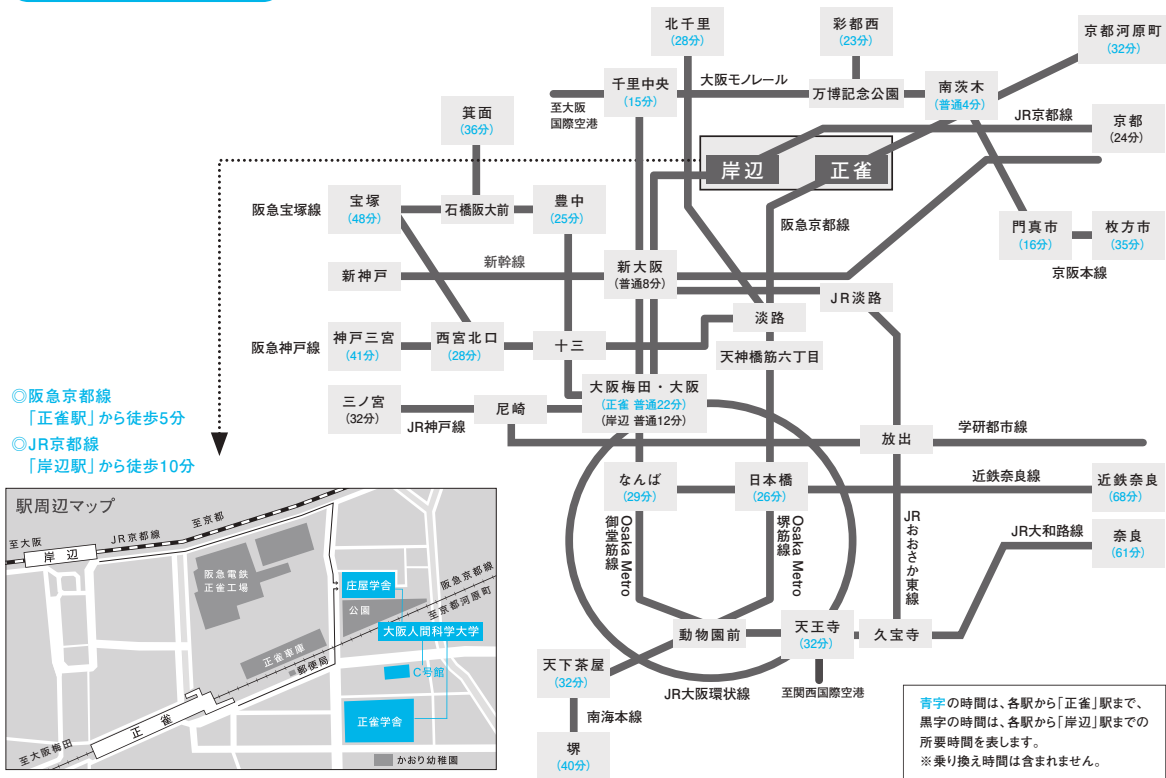 北千里
(28分)
彩都西
(23分)
京都河原町
(32分)
千里中央
(15分)
大阪モノレール
万博記念公園
南茨木
(普通4分)
至大阪
国際空港
箕面
(36分)
JR京都線
京都
(24分)
岸辺
正雀
阪急宝塚線
宝塚
(48分)
石橋阪大前
豊中
(25分)
阪急京都線
門真市
(16分)
枚方市
(35分)
京阪本線
新神戸
新幹線
新大阪
(普通8分)
JR淡路
淡路
阪急神戸線
神戸三宮
(41分)
西宮北口
(28分)
十三
天神橋筋六丁目
大阪梅田・大阪
(正雀 普通22分)
(岸辺 普通12分)
三ノ宮
(32分)
JR神戸線
尼崎
放出
学研都市線
◎阪急京都線
「正雀駅」から徒歩5分
◎JR京都線
「岸辺駅」から徒歩10分
なんば
(29分)
日本橋
(26分)
近鉄奈良線
近鉄奈良
(68分)
Osaka Metro
御堂筋線
Osaka Metro
堺筋線
JRおおさか東線
JR大和路線
奈良
(61分)
動物園前
天王寺
(32分)
久宝寺
天下茶屋
(32分)
JR大阪環状線
至関西国際空港
南海本線
堺
(40分)
駅周辺マップ
至大阪
JR京都線
至京都
岸辺
阪急電鉄
正雀工場
庄屋学舎
公園
阪急京都線
至京都河原町
大阪人間科学大学
正雀車庫
郵便局
C号館
正雀学舎
正雀
至大阪梅田
かおり幼稚園
青字の時間は、各駅から「正雀」駅まで、
黒字の時間は、各駅から「岸辺」駅までの
所要時間を表します。
※乗り換え時間は含まれません。